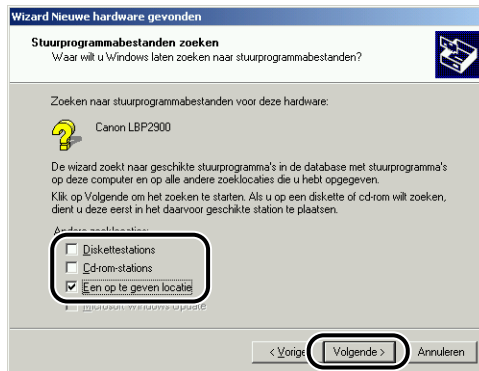 Wizard Nieuwe hardware gevonden
Stuurprogrammabestanden zoeken
Waar wilt u Windows laten zoeken naar stuurprogrammabestanden?
Zoeken naar stuurprogrammabestanden voor deze hardware:
Canon LBP2900
De wizard zoekt naar geschikte stuurprogramma's in de database met stuurprogramma's
op deze computer en op alle andere zoeklocaties die u hebt opgegeven.
Klik op Volgende om het zoeken te starten. Als u op een diskette of cd-rom wilt zoeken,
dient u deze eerst in het daarvoor geschikte station te plaatsen.
Andere zoeklocaties:
Diskettestations
Cd-rom-stations
Een op te geven locatie
Microsoft Windows Update
< Vorige
Volgende >
Annuleren